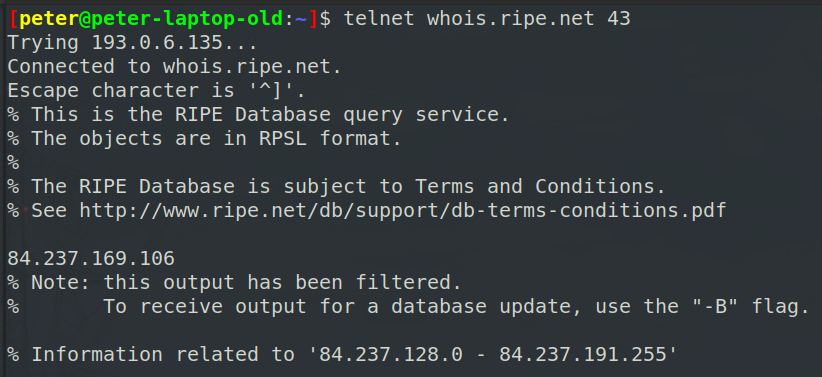 [peter@peter-laptop-old:~]$ telnet whois.ripe.net 43
Trying 193.0.6.135...
Connected to whois.ripe.net.
Escape character is '^]'.
% This is the RIPE Database query service.
% The objects are in RPSL format.
%
% The RIPE Database is subject to Terms and Conditions.
% See http://www.ripe.net/db/support/db-terms-conditions.pdf

84.237.169.106
% Note: this output has been filtered.
%       To receive output for a database update, use the "-B" flag.

% Information related to '84.237.128.0 - 84.237.191.255'